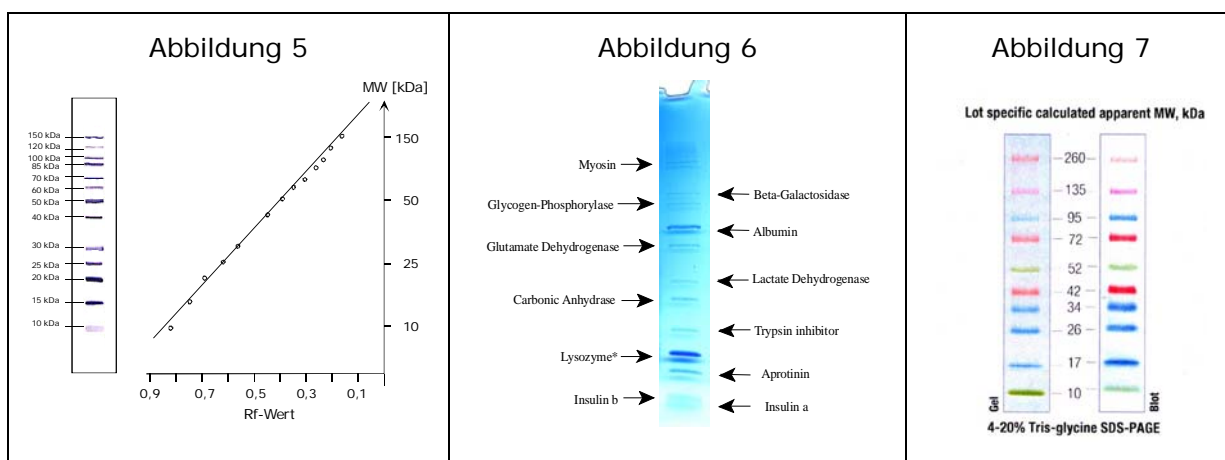 Abbildung 5
MW [kDa]
150 kDa
120 kDa
100 kDa
85 kDa
70 kDa
60 kDa
50 kDa
40 kDa
30 kDa
25 kDa
20 kDa
15 kDa
10 kDa
150
50
25
10
0,9 0,7 0,5 0,3 0,1
Rf-Wert
Abbildung 6
Myosin
Beta-Galactosidase
Glycogen-Phosphorylase
Albumin
Glutamate Dehydrogenase
Lactate Dehydrogenase
Carbonic Anhydrase
Trypsin inhibitor
Lysozyme*
Aprotinin
Insulin b
Insulin a
Abbildung 7
Lot specific calculated apparent MW, kDa
260
135
95
72
52
42
34
26
17
10
Gel
Blot
4-20% Tris-glycine SDS-PAGE